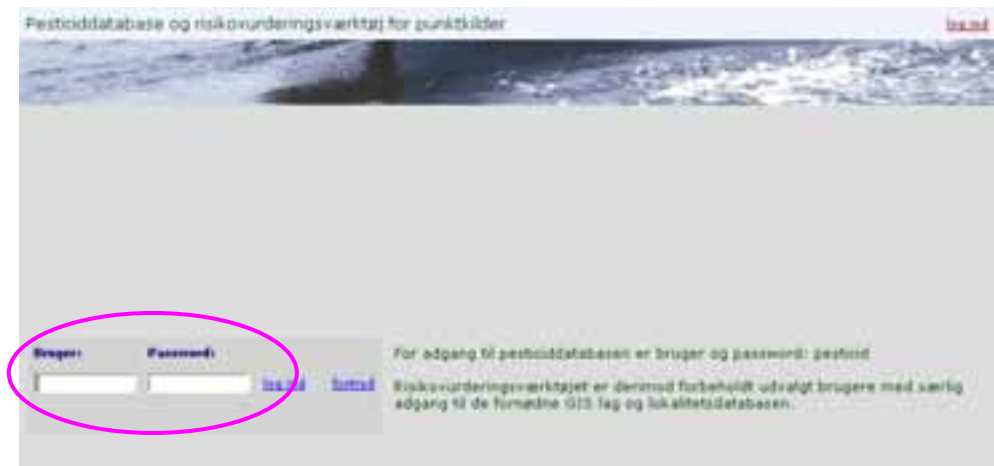 Pesticiddatabase og risikovurderingsværktøj for punktkilder
log ind
Bruger:
Password:
log ind
fortryd
For adgang til pesticiddatabasen er bruger og password: pesticid
Risikovurderingsværktøjet er derimod forbeholdt udvalgt brugere med særlig
adgang til de fornødne GIS lag og lokalitetsdatabasen.